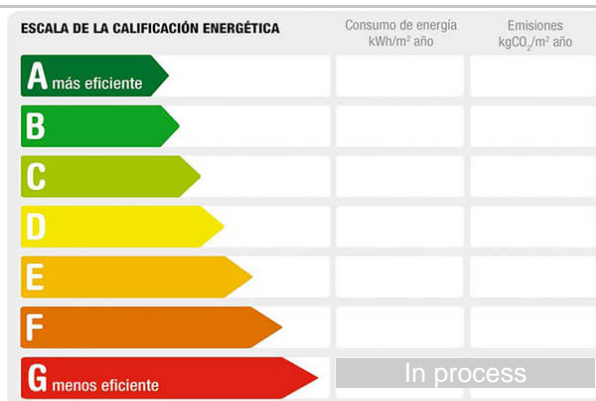 ESCALA DE LA CALIFICACIÓN ENERGÉTICA
Consumo de energía
kWh/m² año
Emisiones
kgCO₂/m² año
A más eficiente
B
C
D
E
F
G menos eficiente
In process